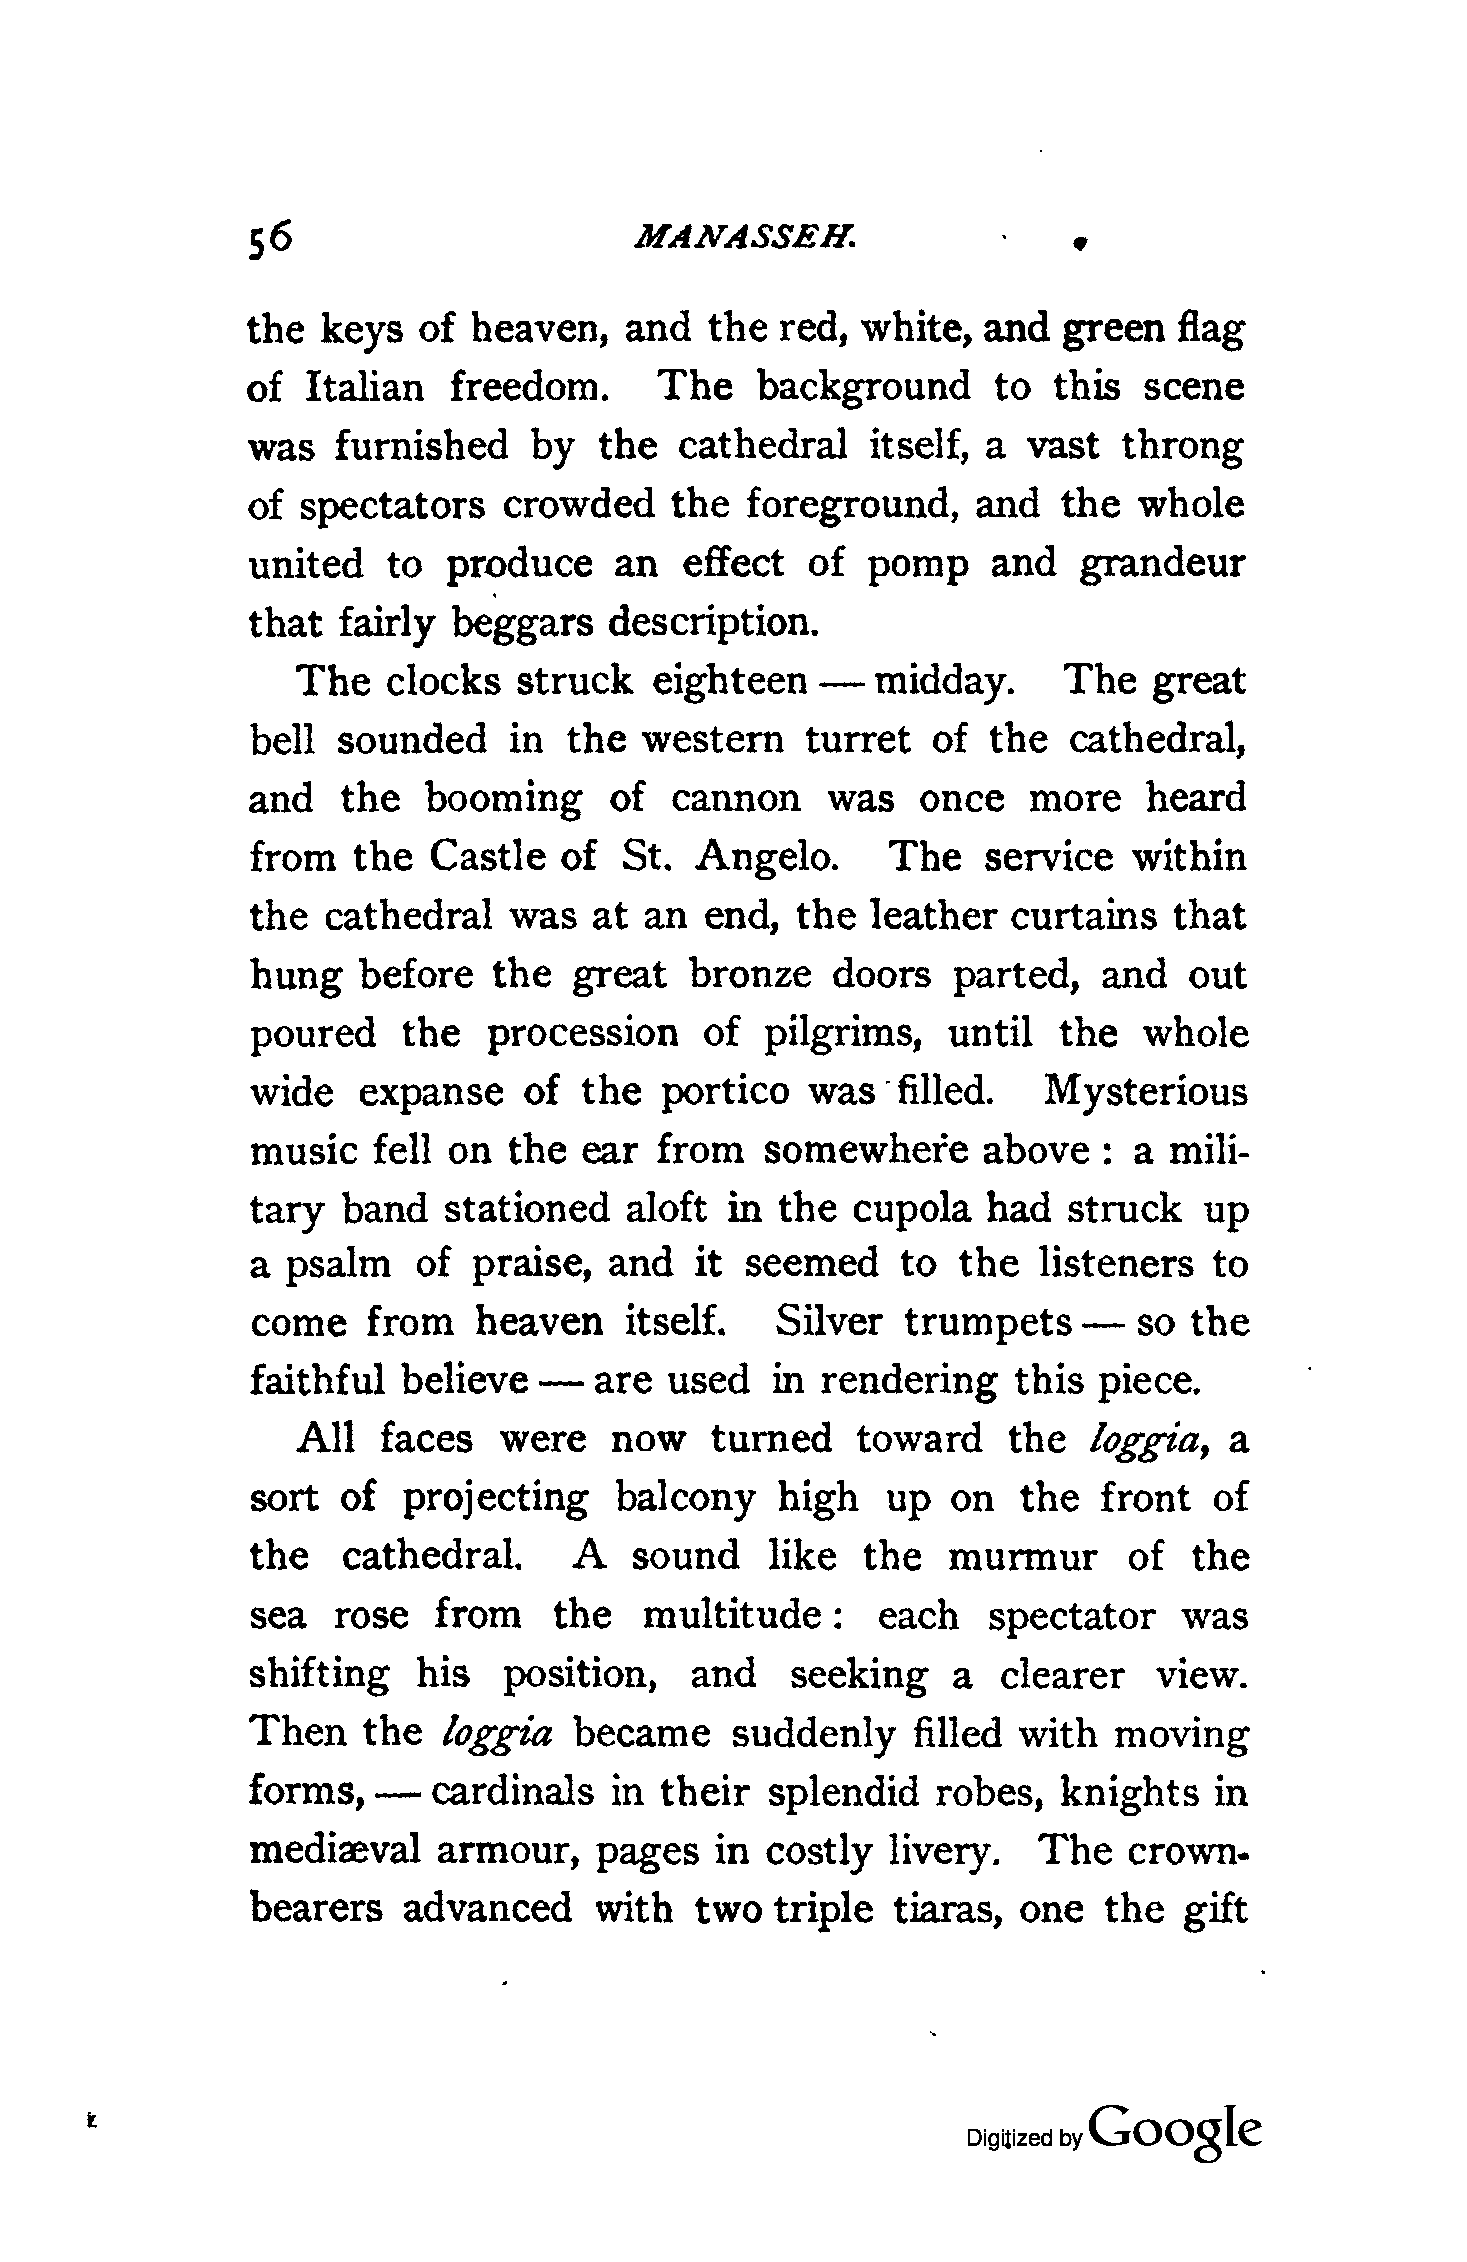 56 MANASSEH.
the keys of heaven, and the red, white, and green flag
of Italian freedom. The background to this scene
was furnished by the cathedral itself, a vast throng
of spectators crowded the foreground, and the whole
united to produce an effect of pomp and grandeur
that fairly beggars description.
The clocks struck eighteen — midday. The great
bell sounded in the western turret of the cathedral,
and the booming of cannon was once more heard
from the Castle of St. Angelo. The service within
the cathedral was at an end, the leather curtains that
hung before the great bronze doors parted, and out
poured the procession of pilgrims, until the whole
wide expanse of the portico was filled. Mysterious
music fell on the ear from somewhere above : a mili-
tary band stationed aloft in the cupola had struck up
a psalm of praise, and it seemed to the listeners to
come from heaven itself. Silver trumpets — so the
faithful believe — are used in rendering this piece.
All faces were now turned toward the loggia, a
sort of projecting balcony high up on the front of
the cathedral. A sound like the murmur of the
sea rose from the multitude : each spectator was
shifting his position, and seeking a clearer view.
Then the loggia became suddenly filled with moving
forms, — cardinals in their splendid robes, knights in
mediæval armour, pages in costly livery. The crown-
bearers advanced with two triple tiaras, one the gift
Digitized by Google